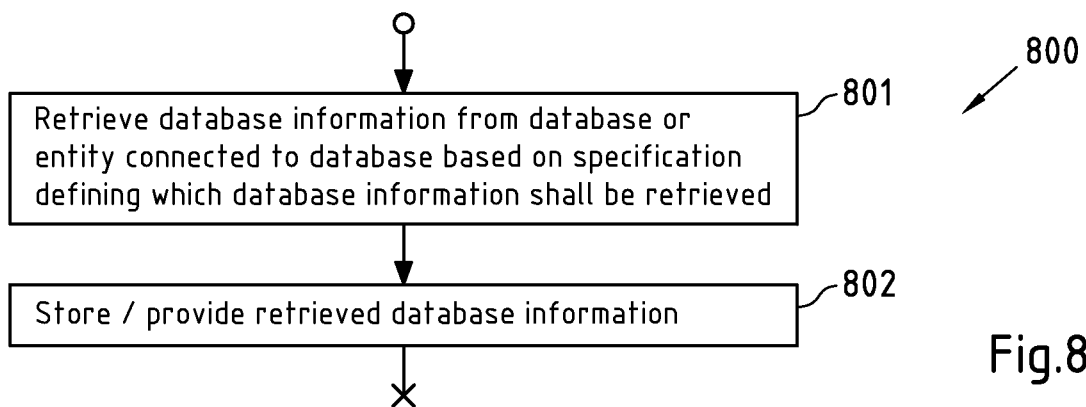 800
801
Retrieve database information from database or
entity connected to database based on specification
defining which database information shall be retrieved
802
Store / provide retrieved database information
Fig.8